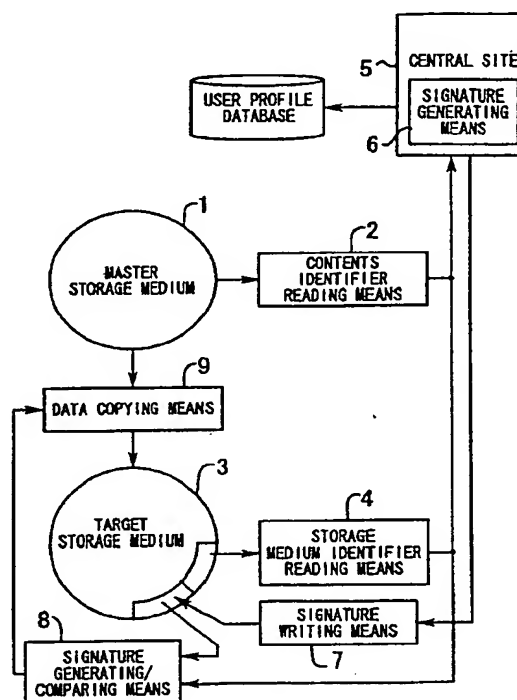 5
CENTRAL SITE
USER PROFILE
DATABASE
6
SIGNATURE
GENERATING
MEANS
1
MASTER
STORAGE MEDIUM
2
CONTENTS
IDENTIFIER
READING MEANS
9
DATA COPYING MEANS
3
TARGET
STORAGE MEDIUM
4
STORAGE
MEDIUM IDENTIFIER
READING MEANS
8
SIGNATURE
GENERATING/
COMPARING MEANS
SIGNATURE
WRITING MEANS
7